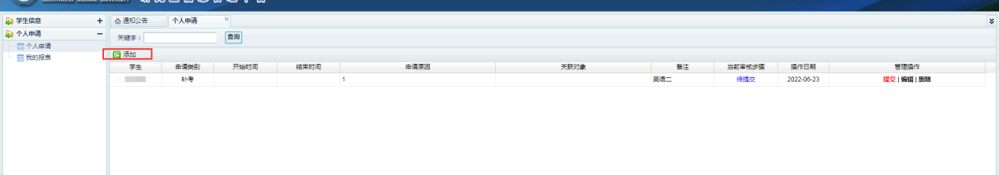 NORTHWEST NORMAL UNIVERSITY
学生信息
个人申请
个人申请
我的报表
通知公告 个人申请
关键字： 查询
添加
学生 申请类别 开始时间 结束时间 申请原因 关联对象 备注 当前审核步骤 操作日期 管理操作
补考 1 英语二 待提交 2022-06-23 提交 | 编辑 | 删除